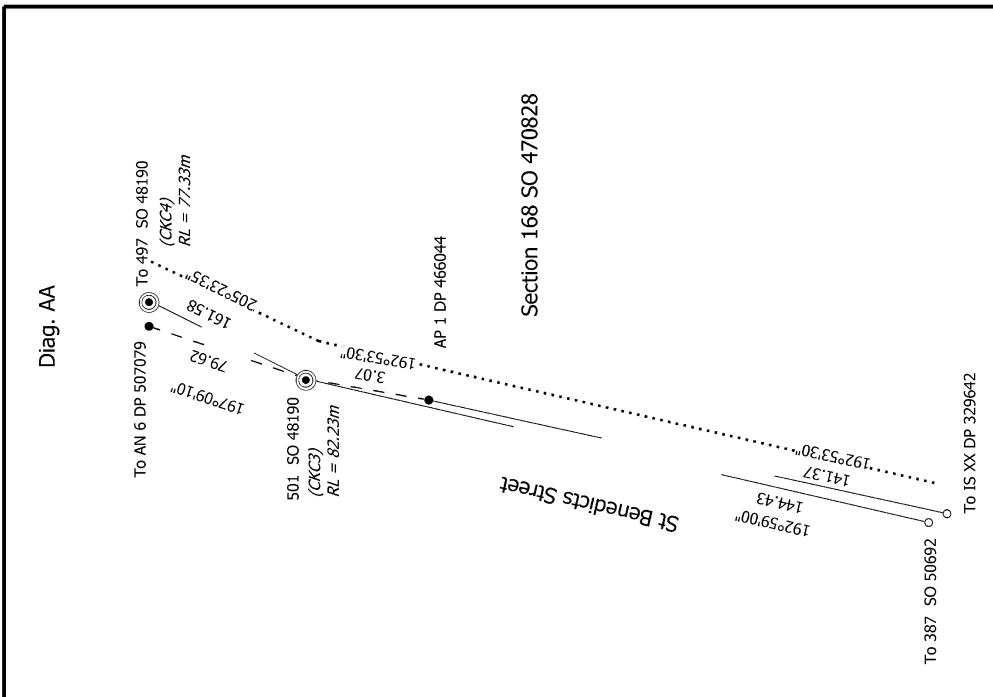 Diag. AA
To 497 SO 48190
(CKC4)
RL = 77.33m
205°23'35"
161.58
To AN 6 DP 507079
79.62
197°09'10"
Section 168 SO 470828
AP 1 DP 466044
192°53'30"
3.07
501 SO 48190
(CKC3)
RL = 82.23m
St Benedicts Street
192°53'30"
141.37
144.43
192°59'00"
To IS XX DP 329642
To 387 SO 50692